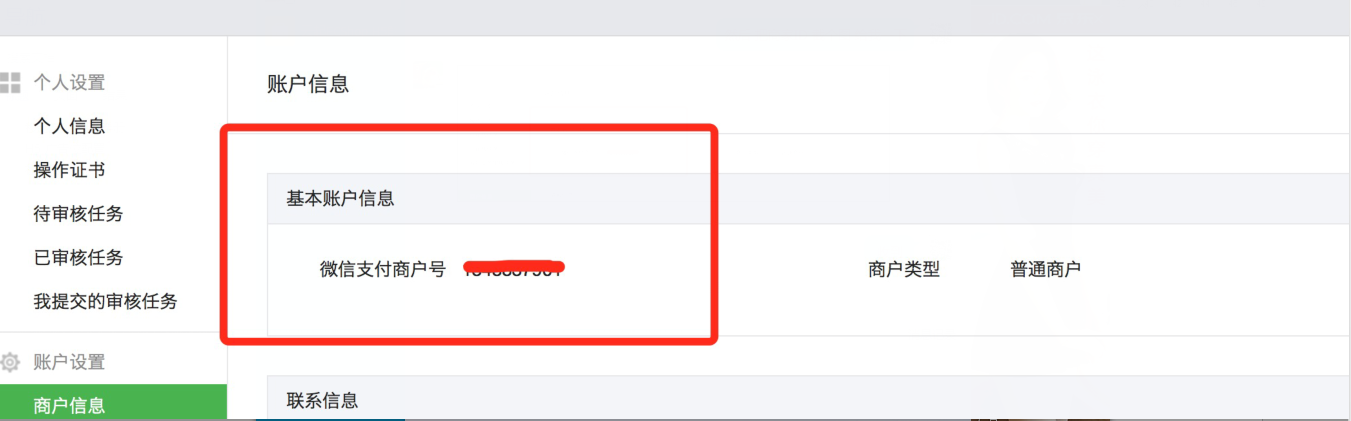 个人设置
个人信息
操作证书
待审核任务
已审核任务
我提交的审核任务
账户设置
商户信息
账户信息
基本账户信息
微信支付商户号
商户类型 普通商户
联系信息